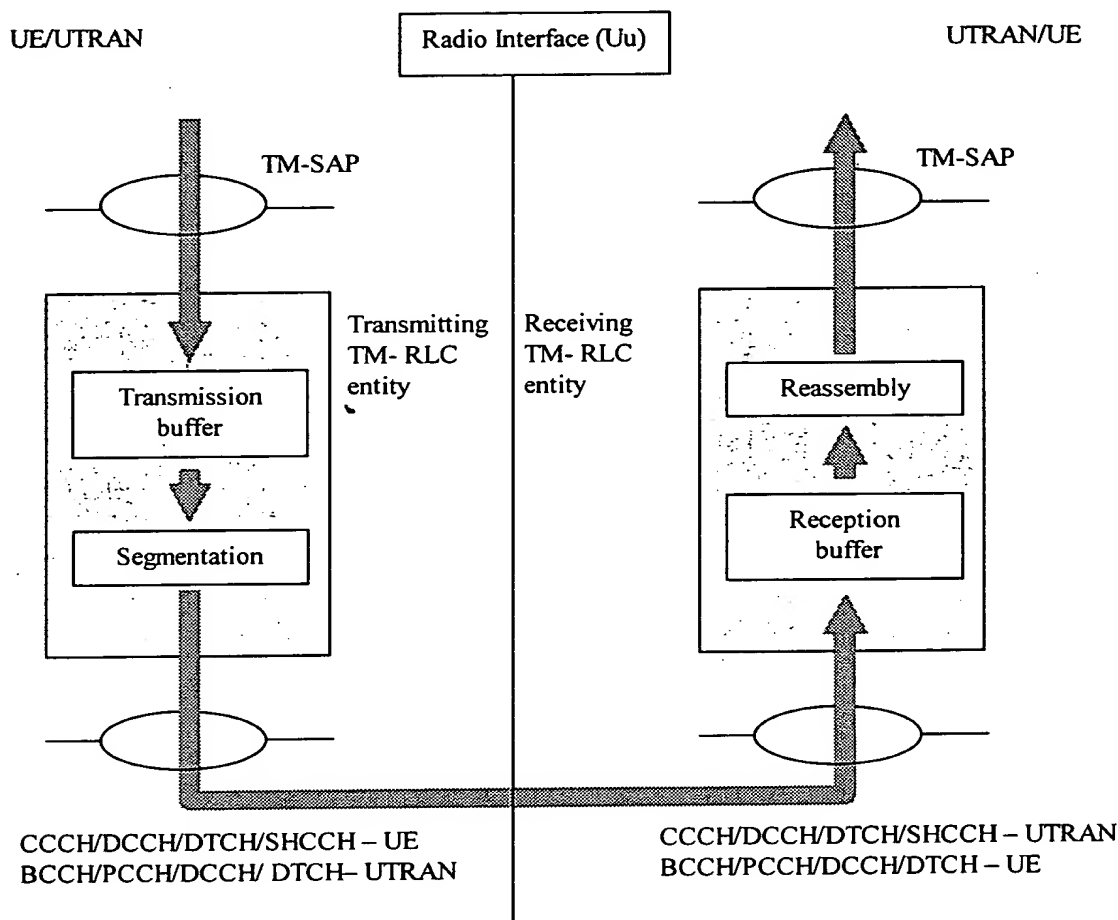 UE/UTRAN
Radio Interface (Uu)
UTRAN/UE
TM-SAP
TM-SAP
Transmitting
TM- RLC
entity
Receiving
TM- RLC
entity
Transmission
buffer
Segmentation
Reassembly
Reception
buffer
CCCH/DCCH/DTCH/SHCCH – UE
BCCH/PCCH/DCCH/ DTCH– UTRAN
CCCH/DCCH/DTCH/SHCCH – UTRAN
BCCH/PCCH/DCCH/DTCH – UE